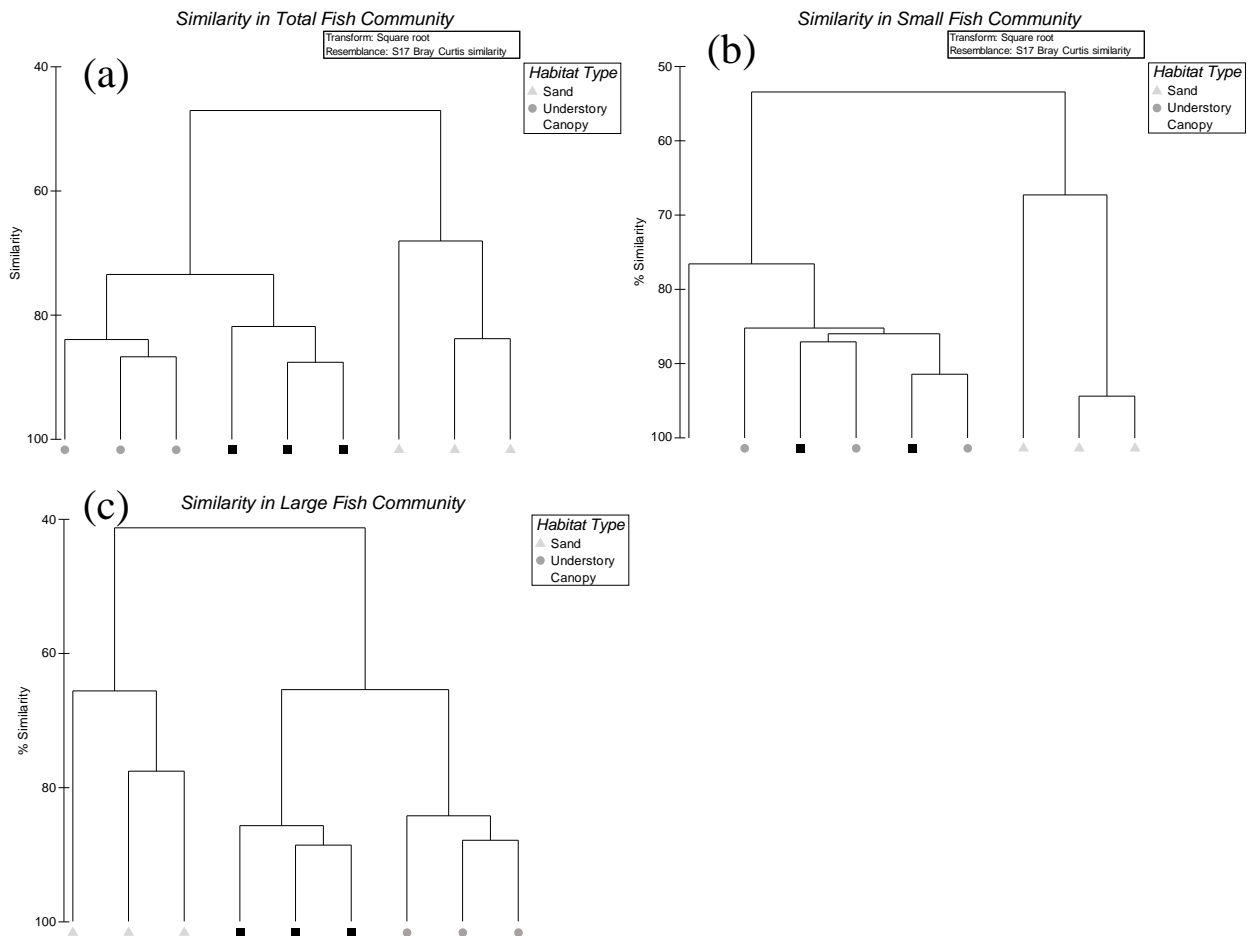 Similarity in Total Fish Community
Transform: Square root
Resemblance: S17 Bray Curtis similarity
(a)
Habitat Type
Sand
Understory
Canopy
Similarity
40
60
80
100
Similarity in Small Fish Community
Transform: Square root
Resemblance: S17 Bray Curtis similarity
(b)
Habitat Type
Sand
Understory
Canopy
% Similarity
50
60
70
80
90
100
Similarity in Large Fish Community
(c)
Habitat Type
Sand
Understory
Canopy
% Similarity
40
60
80
100